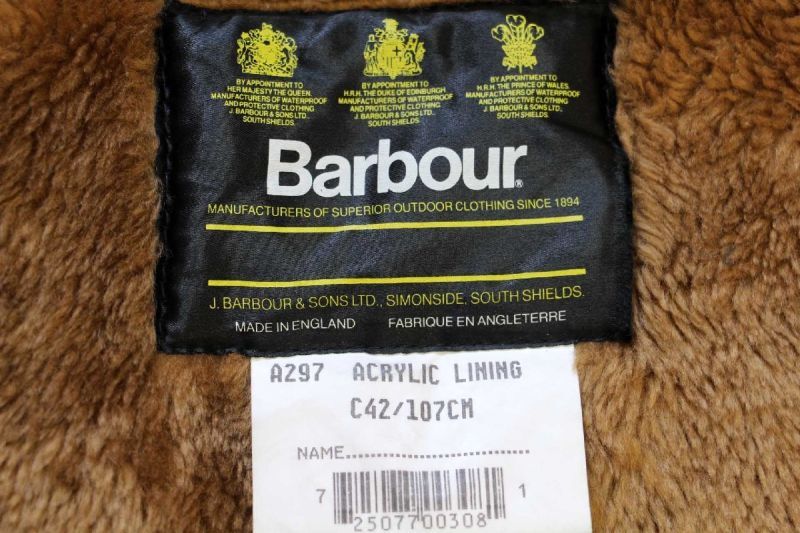 BY APPOINTMENT TO
HER MAJESTY THE QUEEN.
MANUFACTURERS OF WATERPROOF
AND PROTECTIVE CLOTHING
J. BARBOUR & SONS LTD.
SOUTH SHIELDS.
BY APPOINTMENT TO
H.R.H. THE DUKE OF EDINBURGH
MANUFACTURERS OF WATERPROOF
AND PROTECTIVE CLOTHING
J. BARBOUR & SONS LTD.
SOUTH SHIELDS.
BY APPOINTMENT TO
H.R.H. THE PRINCE OF WALES.
MANUFACTURERS OF WATERPROOF
AND PROTECTIVE CLOTHING
J. BARBOUR & SONS LTD.
SOUTH SHIELDS.
Barbour®
MANUFACTURERS OF SUPERIOR OUTDOOR CLOTHING SINCE 1894
J. BARBOUR & SONS LTD., SIMONSIDE, SOUTH SHIELDS.
MADE IN ENGLAND FABRIQUE EN ANGLETERRE
A297 ACRYLIC LINING
C42/107CM
NAME..............................
7 2507700308 1